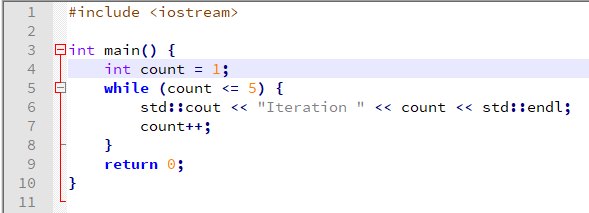 1 #include <iostream>
2
3 int main() {
4     int count = 1;
5     while (count <= 5) {
6         std::cout << "Iteration " << count << std::endl;
7         count++;
8     }
9     return 0;
10 }
11